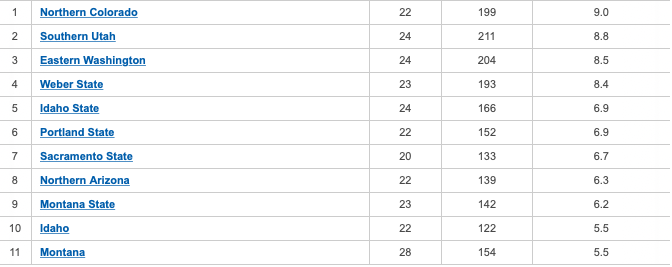 1 Northern Colorado 22 199 9.0
2 Southern Utah 24 211 8.8
3 Eastern Washington 24 204 8.5
4 Weber State 23 193 8.4
5 Idaho State 24 166 6.9
6 Portland State 22 152 6.9
7 Sacramento State 20 133 6.7
8 Northern Arizona 22 139 6.3
9 Montana State 23 142 6.2
10 Idaho 22 122 5.5
11 Montana 28 154 5.5